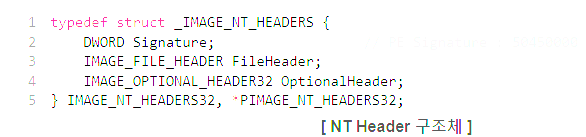 1 typedef struct _IMAGE_NT_HEADERS {
2 DWORD Signature;
3 IMAGE_FILE_HEADER FileHeader;
4 IMAGE_OPTIONAL_HEADER32 OptionalHeader;
5 } IMAGE_NT_HEADERS32, *PIMAGE_NT_HEADERS32;
[ NT Header 구조체 ]